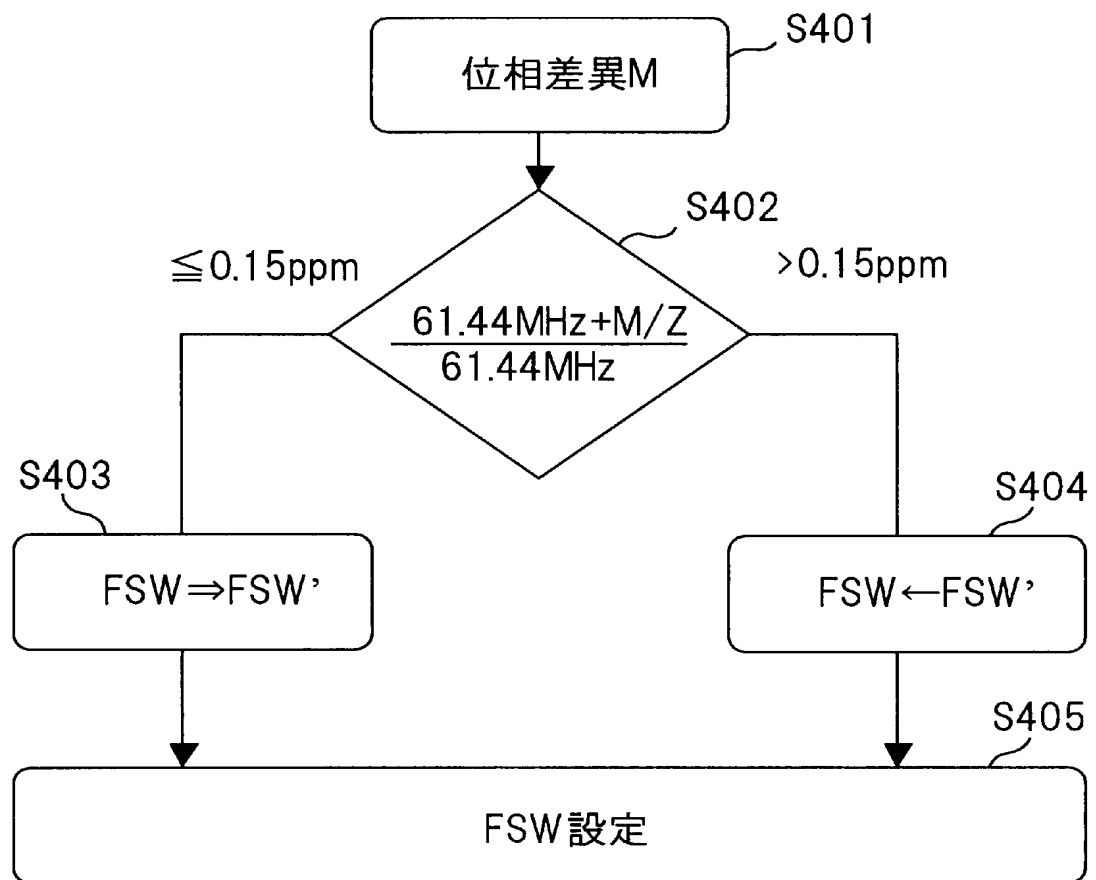 S401
位相差異M
S402
≦0.15ppm
>0.15ppm
61.44MHz+M/Z
61.44MHz
S403
S404
FSW⇒FSW’
FSW←FSW’
S405
FSW設定